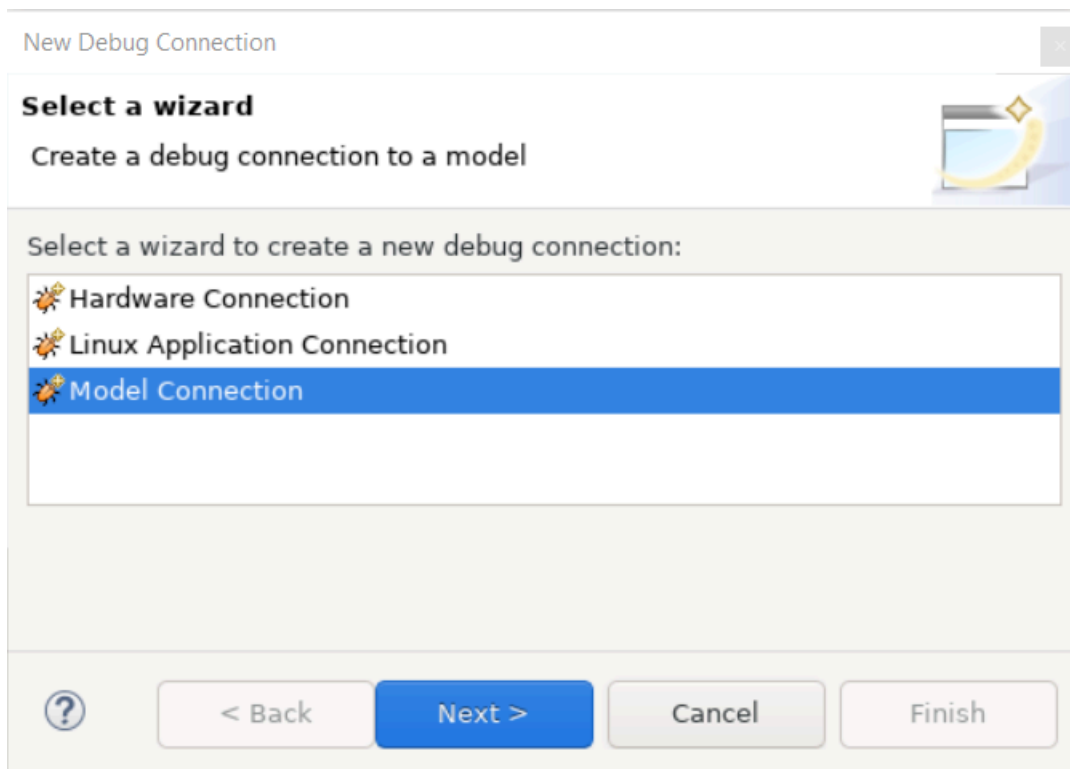 New Debug Connection
Select a wizard
Create a debug connection to a model
Select a wizard to create a new debug connection:
Hardware Connection
Linux Application Connection
Model Connection
?
< Back
Next >
Cancel
Finish